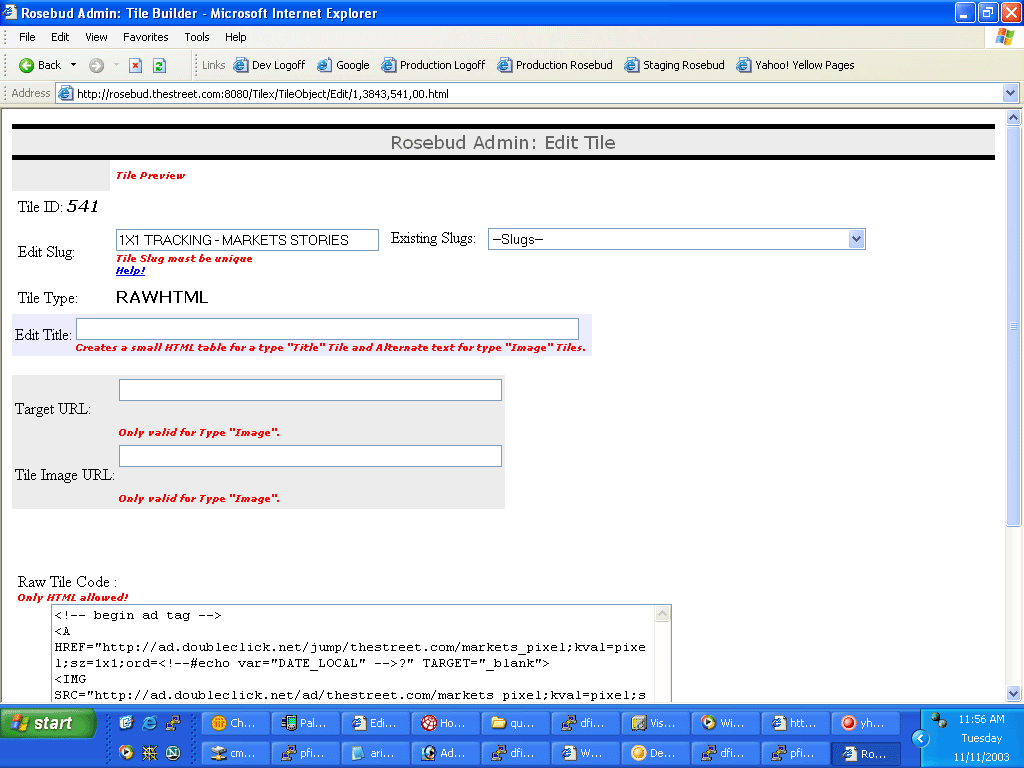 Rosebud Admin: Tile Builder - Microsoft Internet Explorer
File Edit View Favorites Tools Help
Back Links Dev Logoff Google Production Logoff Production Rosebud Staging Rosebud Yahoo! Yellow Pages
Address http://rosebud.thestreet.com:8080/Tilex/TileObject/Edit/1,3843,541,00.html
Rosebud Admin: Edit Tile
Tile Preview
Tile ID: 541
Edit Slug: 1X1 TRACKING - MARKETS STORIES Existing Slugs: --Slugs--
Tile Slug must be unique
Help!
Tile Type: RAWHTML
Edit Title:
Creates a small HTML table for a type "Title" Tile and Alternate text for type "Image" Tiles.
Target URL:
Only valid for Type "Image".
Tile Image URL:
Only valid for Type "Image".
Raw Tile Code :
Only HTML allowed!
<!-- begin ad tag -->
<A
HREF="http://ad.doubleclick.net/jump/thestreet.com/markets_pixel;kval=pixe
l;sz=1x1;ord=<!--#echo var="DATE_LOCAL" -->?" TARGET="_blank">
<IMG
SRC="http://ad.doubleclick.net/ad/thestreet.com/markets_pixel;kval=pixel;s
start Ch... Pal... Edi... Ho... qu... dfi... Vis... Wi... htt... yh... 11:56 AM
Tuesday
cm... pfi... ari... Ad... dfi... W... De... dfi... pfi... Ro... 11/11/2003